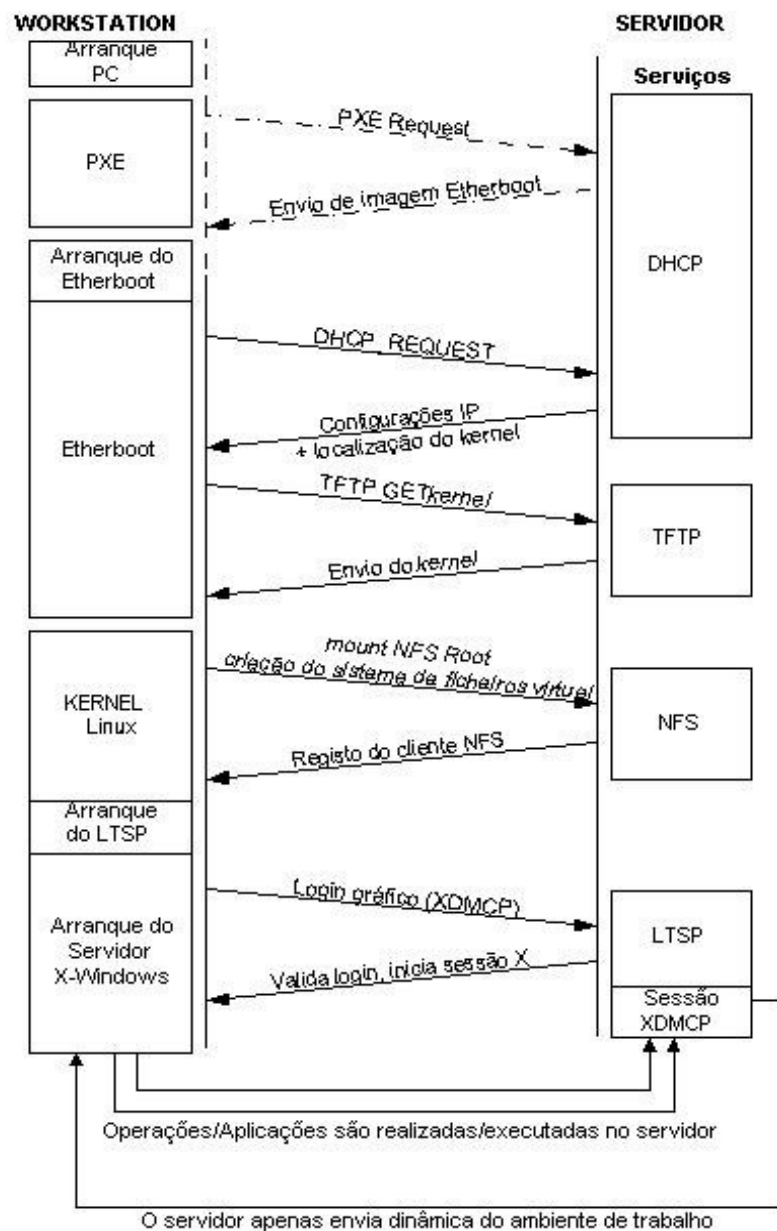 WORKSTATION
SERVIDOR
Arranque
PC
Serviços
PXE
PXE Request
Envio de imagem Etherboot
DHCP
Arranque do
Etherboot
Etherboot
DHCP_REQUEST
Configurações IP
+ localização do kernel
TFTP GETkernel
TFTP
Envio do kernel
KERNEL
Linux
mount NFS Root
criação do sistema de ficheiros virtual
NFS
Registo do cliente NFS
Arranque
do LTSP
Arranque do
Servidor
X-Windows
Login gráfico (XDMCP)
LTSP
Valida login, inicia sessão X
Sessão
XDMCP
Operações/Aplicações são realizadas/executadas no servidor
O servidor apenas envia dinâmica do ambiente de trabalho